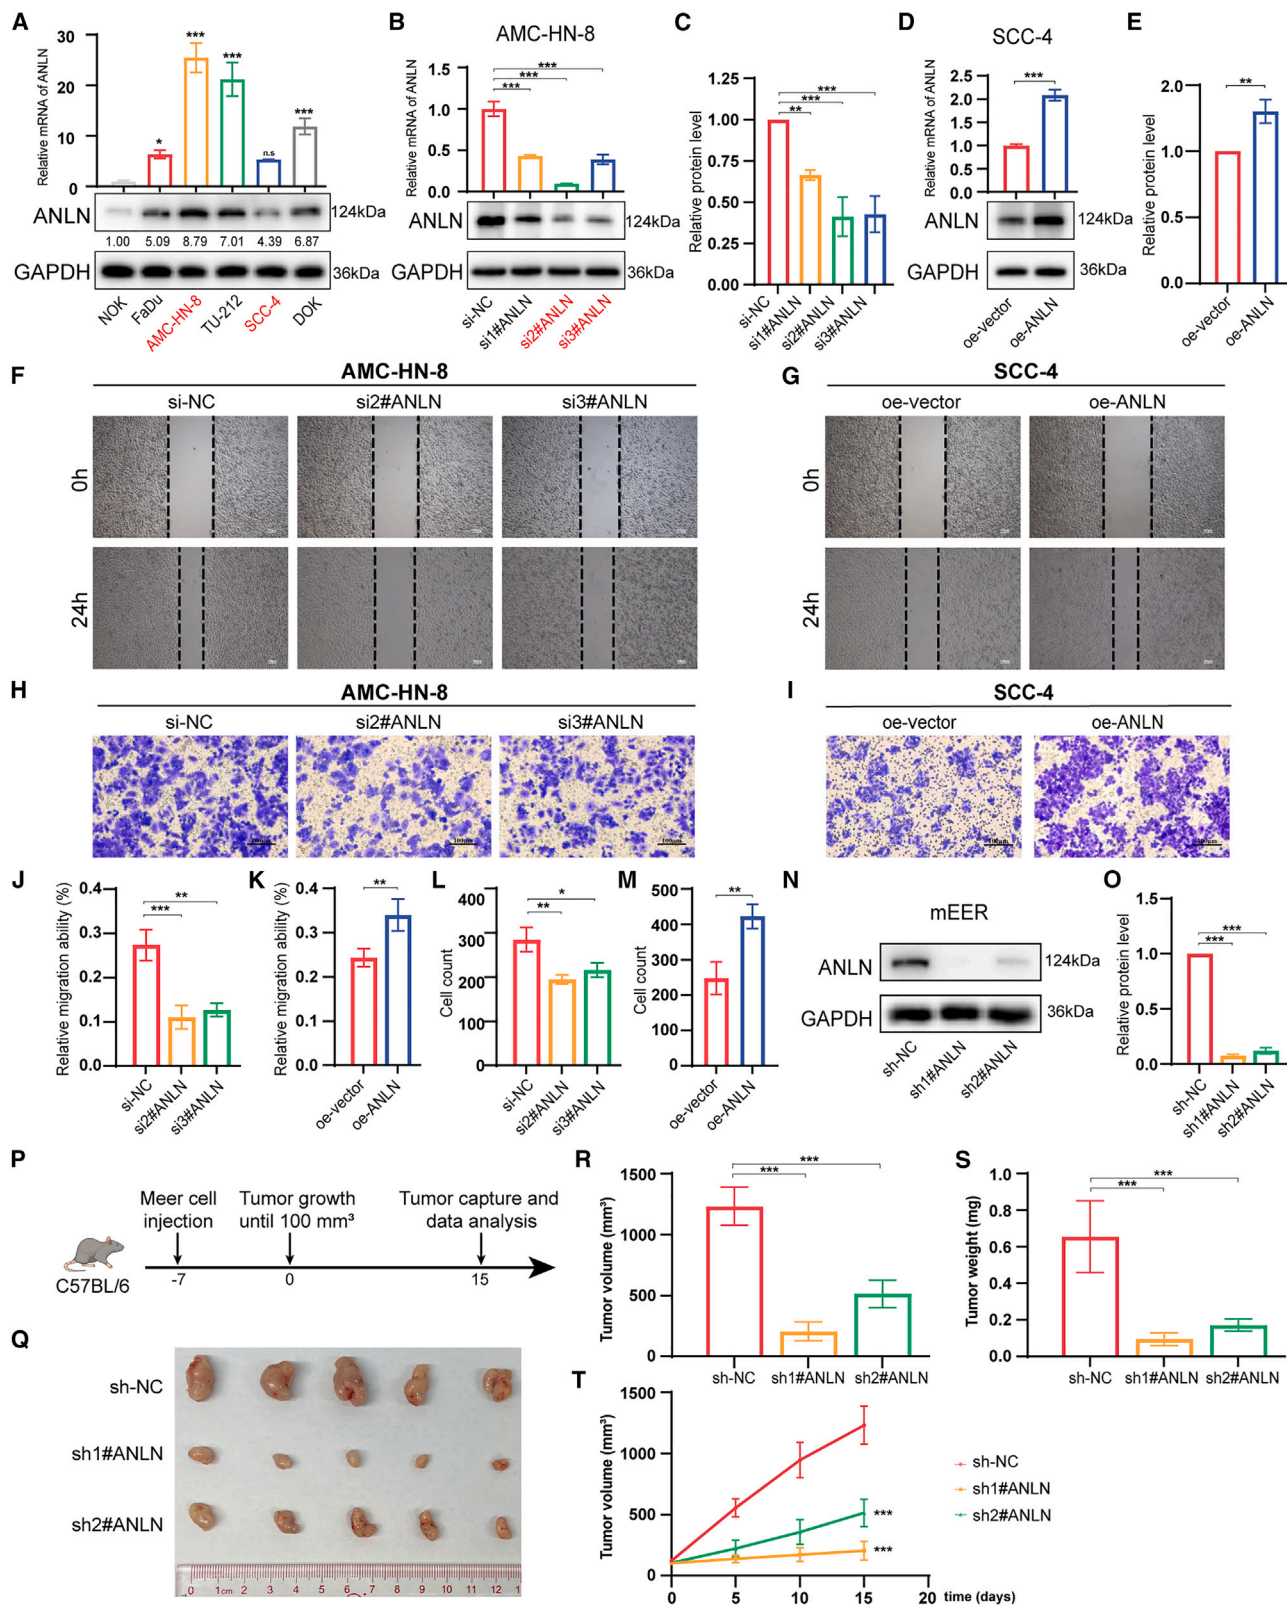 A
Relative mRNA of ANLN
30
20
10
0
*
***
***
n.s
***
ANLN
124kDa
1.00 5.09 8.79 7.01 4.39 6.87
GAPDH
36kDa
NOK
FaDu
AMC-HN-8
TU-212
SCC-4
DOK
B
AMC-HN-8
Relative mRNA of ANLN
1.5
1.0
0.5
0.0
***
***
***
ANLN
124kDa
GAPDH
36kDa
si-NC
si1#ANLN
si2#ANLN
si3#ANLN
C
Relative protein level
1.25
1.00
0.75
0.50
0.25
0.00
***
***
**
si-NC
si1#ANLN
si2#ANLN
si3#ANLN
D
SCC-4
Relative mRNA of ANLN
2.5
2.0
1.5
1.0
0.5
0.0
***
ANLN
124kDa
GAPDH
36kDa
oe-vector
oe-ANLN
E
Relative protein level
2.0
1.0
0.5
0.0
**
oe-vector
oe-ANLN
F
AMC-HN-8
si-NC si2#ANLN si3#ANLN
0h
24h
G
SCC-4
oe-vector oe-ANLN
0h
24h
H
AMC-HN-8
si-NC si2#ANLN si3#ANLN
100μm 100μm 100μm
I
SCC-4
oe-vector oe-ANLN
100μm 100μm
J
Relative migration ability (%)
0.4
0.3
0.2
0.1
0.0
**
***
si-NC
si2#ANLN
si3#ANLN
K
Relative migration ability (%)
0.4
0.3
0.2
0.1
0.0
**
oe-vector
oe-ANLN
L
Cell count
400
300
200
100
0
*
**
si-NC
si2#ANLN
si3#ANLN
M
Cell count
500
400
300
200
100
0
**
oe-vector
oe-ANLN
N
mEER
ANLN
124kDa
GAPDH
36kDa
sh-NC
sh1#ANLN
sh2#ANLN
O
Relative protein level
1.5
1.0
0.5
0.0
***
***
sh-NC
sh1#ANLN
sh2#ANLN
P
Meer cell
injection
Tumor growth
until 100 mm³
Tumor capture and
data analysis
C57BL/6
-7 0 15
Q
sh-NC
sh1#ANLN
sh2#ANLN
0 1cm 2 3 4 5 6 7 8 9 10 11 12 1
R
Tumor volume (mm³)
1500
1000
500
0
***
***
sh-NC sh1#ANLN sh2#ANLN
S
Tumor weight (mg)
1.0
0.8
0.6
0.4
0.2
0.0
***
***
sh-NC sh1#ANLN sh2#ANLN
T
Tumor volume (mm³)
1500
1000
500
0
***
***
0 5 10 15 20
time (days)
sh-NC
sh1#ANLN
sh2#ANLN